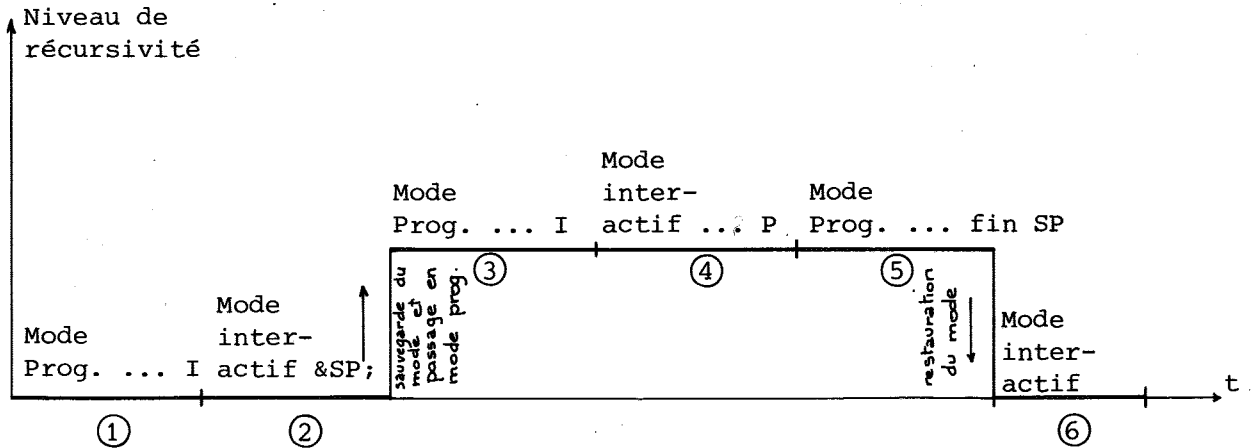 Niveau de
récursivité
Mode
Prog. ... I
①
Mode
inter-
actif &SP;
②
sauvegarde du
mode et
passage en
mode prog.
Mode
Prog. ... I
③
Mode
inter-
actif ... P
④
Mode
Prog. ... fin SP
⑤
restauration
du mode
Mode
inter-
actif
⑥
t